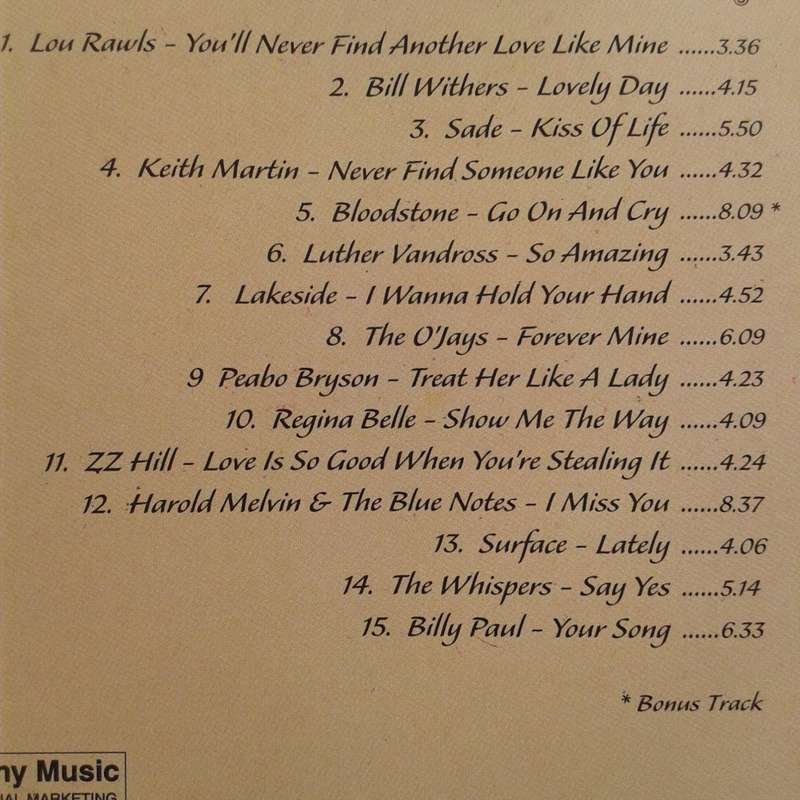 1. Lou Rawls - You'll Never Find Another Love Like Mine ......3.36
2. Bill Withers - Lovely Day ......4.15
3. Sade - Kiss Of Life ......5.50
4. Keith Martin - Never Find Someone Like You ......4.32
5. Bloodstone - Go On And Cry ......8.09 *
6. Luther Vandross - So Amazing ......3.43
7. Lakeside - I Wanna Hold Your Hand ......4.52
8. The O'Jays - Forever Mine ......6.09
9 Peabo Bryson - Treat Her Like A Lady ......4.23
10. Regina Belle - Show Me The Way ......4.09
11. ZZ Hill - Love Is So Good When You're Stealing It ......4.24
12. Harold Melvin & The Blue Notes - I Miss You ......8.37
13. Surface - Lately ......4.06
14. The Whispers - Say Yes ......5.14
15. Billy Paul - Your Song ......6.33
* Bonus Track
ny Music
MARKETING